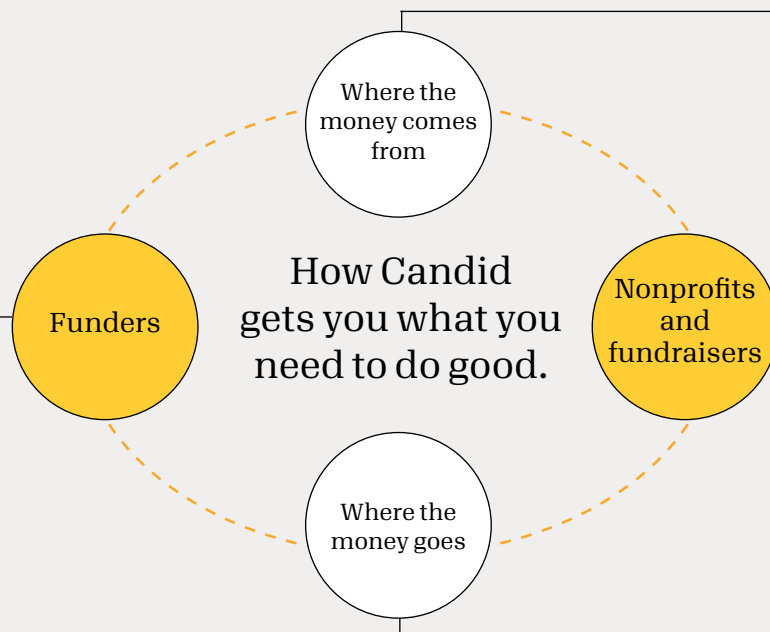 Where the
money comes
from
Funders
How Candid
gets you what you
need to do good.
Nonprofits
and
fundraisers
Where the
money goes